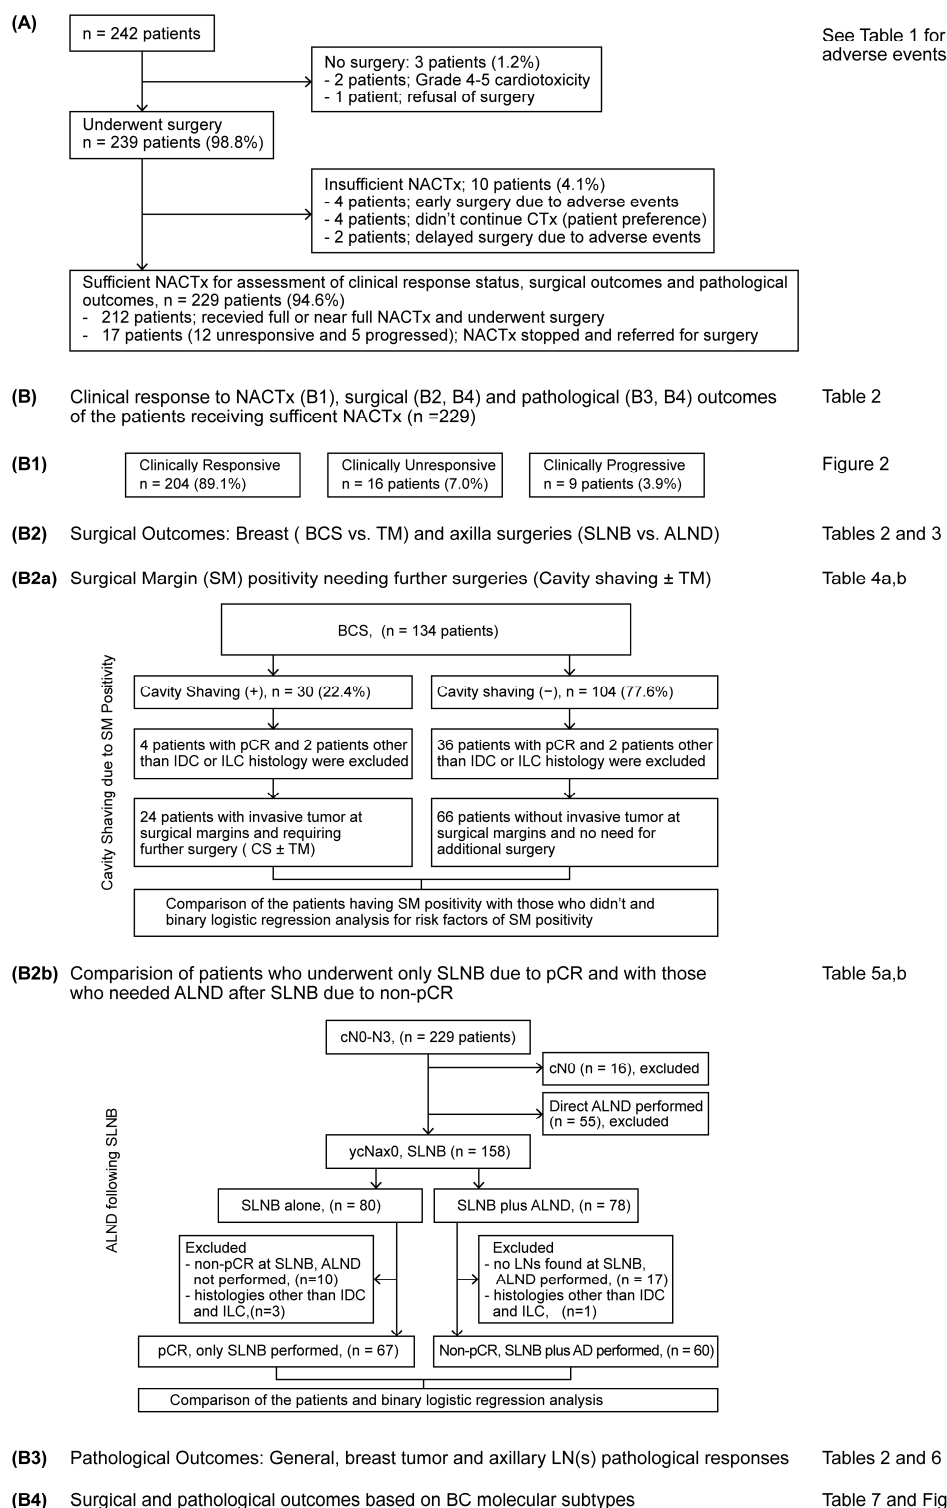 (A)
n = 242 patients
See Table 1 for
adverse events
No surgery: 3 patients (1.2%)
- 2 patients; Grade 4-5 cardiotoxicity
- 1 patient; refusal of surgery
Underwent surgery
n = 239 patients (98.8%)
Insufficient NACTx; 10 patients (4.1%)
- 4 patients; early surgery due to adverse events
- 4 patients; didn't continue CTx (patient preference)
- 2 patients; delayed surgery due to adverse events
Sufficient NACTx for assessment of clinical response status, surgical outcomes and pathological
outcomes, n = 229 patients (94.6%)
- 212 patients; recevied full or near full NACTx and underwent surgery
- 17 patients (12 unresponsive and 5 progressed); NACTx stopped and referred for surgery
(B) Clinical response to NACTx (B1), surgical (B2, B4) and pathological (B3, B4) outcomes
of the patients receiving sufficent NACTx (n =229)
Table 2
(B1)
Clinically Responsive
n = 204 (89.1%)
Clinically Unresponsive
n = 16 patients (7.0%)
Clinically Progressive
n = 9 patients (3.9%)
Figure 2
(B2) Surgical Outcomes: Breast ( BCS vs. TM) and axilla surgeries (SLNB vs. ALND)
Tables 2 and 3
(B2a) Surgical Margin (SM) positivity needing further surgeries (Cavity shaving ± TM)
Table 4a,b
Cavity Shaving due to SM Positivity
BCS, (n = 134 patients)
Cavity Shaving (+), n = 30 (22.4%)
Cavity shaving (−), n = 104 (77.6%)
4 patients with pCR and 2 patients other
than IDC or ILC histology were excluded
36 patients with pCR and 2 patients other
than IDC or ILC histology were excluded
24 patients with invasive tumor at
surgical margins and requiring
further surgery ( CS ± TM)
66 patients without invasive tumor at
surgical margins and no need for
additional surgery
Comparison of the patients having SM positivity with those who didn't and
binary logistic regression analysis for risk factors of SM positivity
(B2b) Comparision of patients who underwent only SLNB due to pCR and with those
who needed ALND after SLNB due to non-pCR
Table 5a,b
ALND following SLNB
cN0-N3, (n = 229 patients)
cN0 (n = 16), excluded
Direct ALND performed
(n = 55), excluded
ycNax0, SLNB (n = 158)
SLNB alone, (n = 80)
SLNB plus ALND, (n = 78)
Excluded
- non-pCR at SLNB, ALND
not performed, (n=10)
- histologies other than IDC
and ILC,(n=3)
Excluded
- no LNs found at SLNB,
ALND performed, (n = 17)
- histologies other than IDC
and ILC, (n=1)
pCR, only SLNB performed, (n = 67)
Non-pCR, SLNB plus AD performed, (n = 60)
Comparison of the patients and binary logistic regression analysis
(B3) Pathological Outcomes: General, breast tumor and axillary LN(s) pathological responses
Tables 2 and 6
(B4) Surgical and pathological outcomes based on BC molecular subtypes
Table 7 and Fig